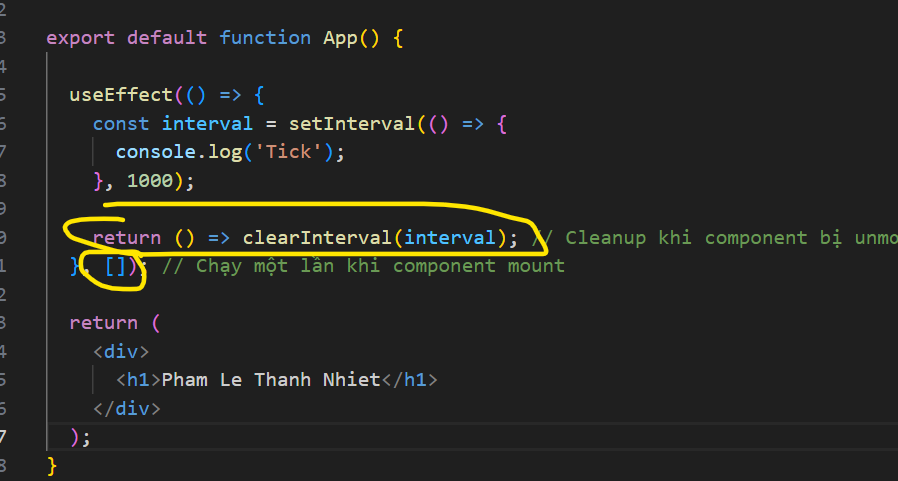 2
3 export default function App() {
4
5 useEffect(() => {
6 const interval = setInterval(() => {
7 console.log('Tick');
8 }, 1000);
9
0 return () => clearInterval(interval); // Cleanup khi component bị unmo
1 }, []); // Chạy một lần khi component mount
2
3 return (
4 <div>
5 <h1>Pham Le Thanh Nhiet</h1>
6 </div>
7 );
8 }